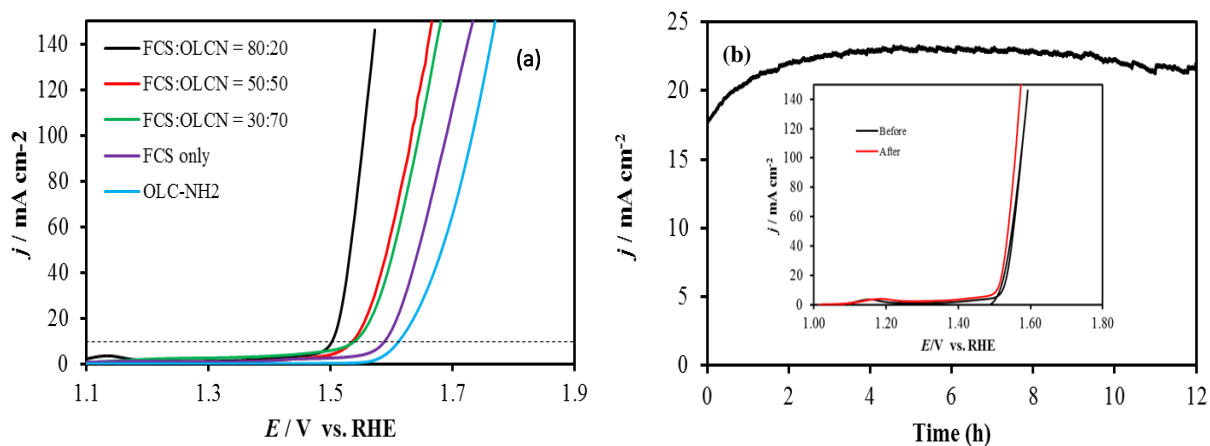 (a)
FCS:OLCN = 80:20
FCS:OLCN = 50:50
FCS:OLCN = 30:70
FCS only
OLC-NH2
140
120
100
80
60
40
20
0
j / mA cm-2
1.1
1.3
1.5
1.7
1.9
E / V vs. RHE
(b)
25
20
15
10
5
0
j / mA cm⁻²
0
2
4
6
8
10
12
Time (h)
Before
After
140
120
100
80
60
40
20
0
j / mA cm⁻²
1.00
1.20
1.40
1.60
1.80
E/V vs. RHE